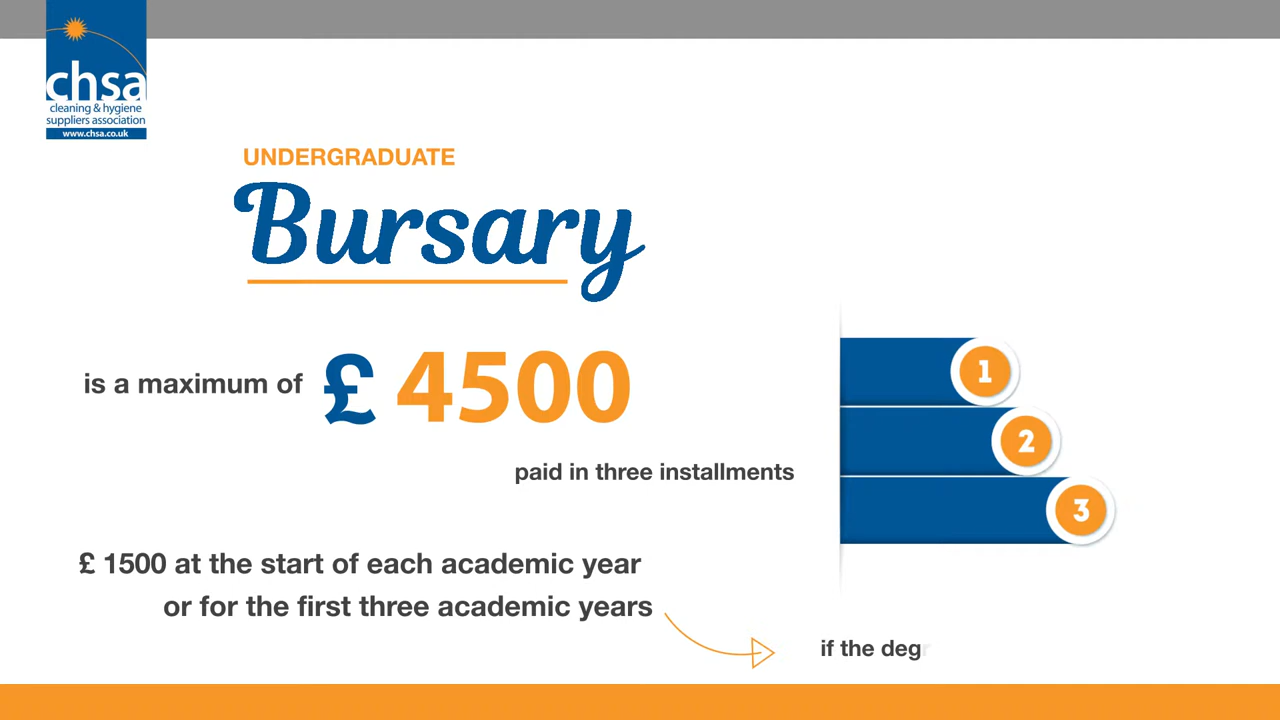 chsa
cleaning & hygiene
suppliers association
www.chsa.co.uk
UNDERGRADUATE
Bursary
is a maximum of £ 4500
paid in three installments
1
2
3
£ 1500 at the start of each academic year
or for the first three academic years
if the deg